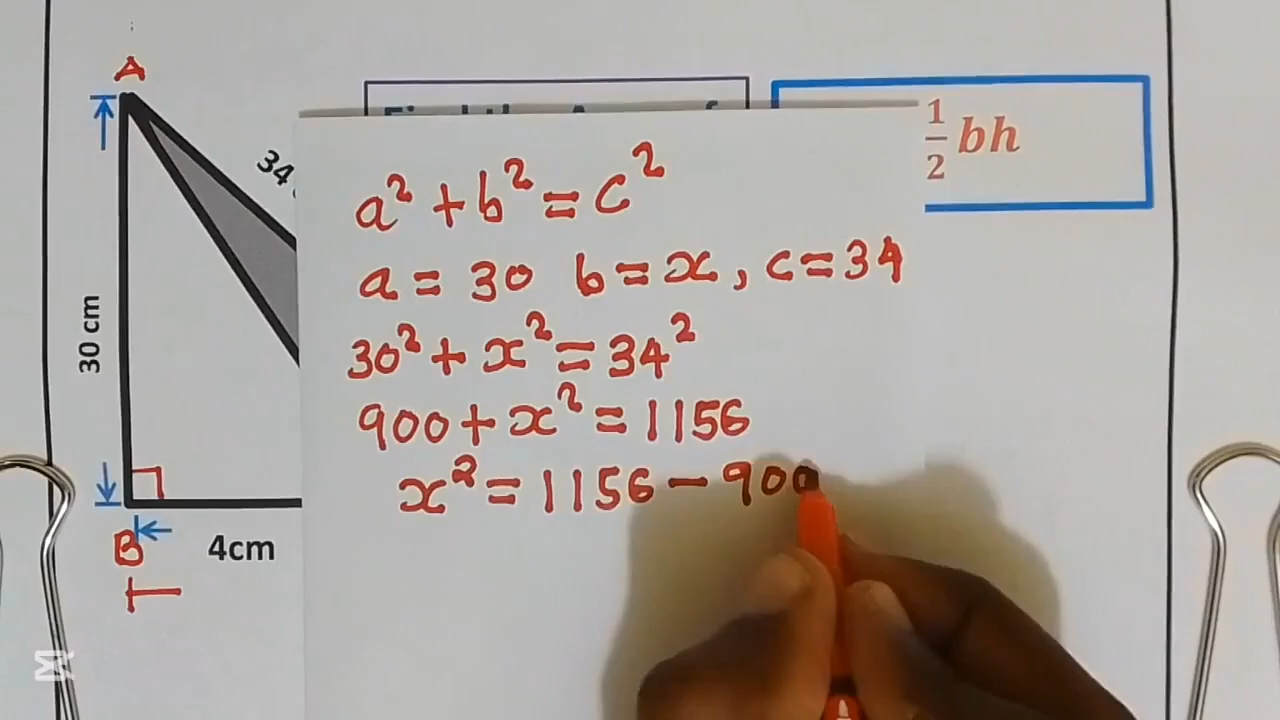 A
34
30 cm
B
4cm
1/2 bh
a² + b² = c²
a = 30 b = x, c = 34
30² + x² = 34²
900 + x² = 1156
x² = 1156 - 900